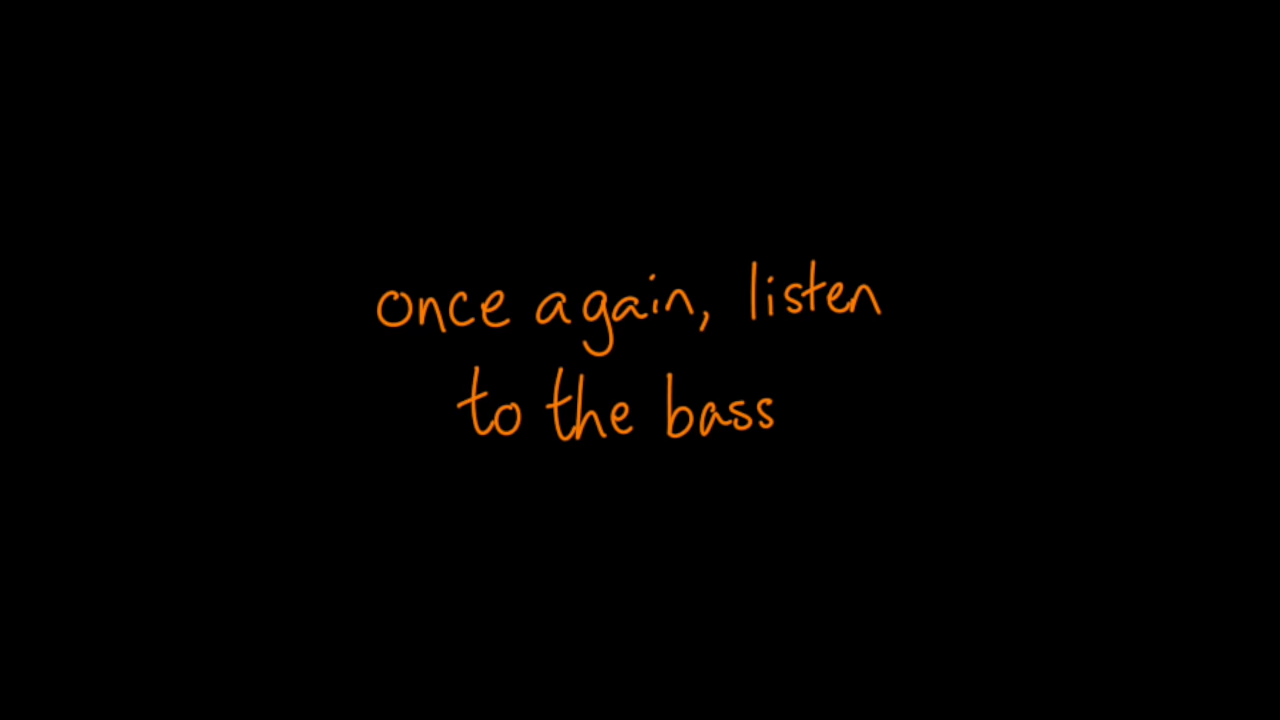 once again, listen
to the bass